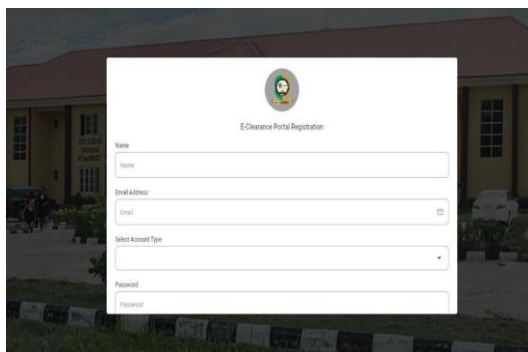 E-Clearance Portal Registration
Name
Name
Email Address
Email
Select Account Type
Password
Password